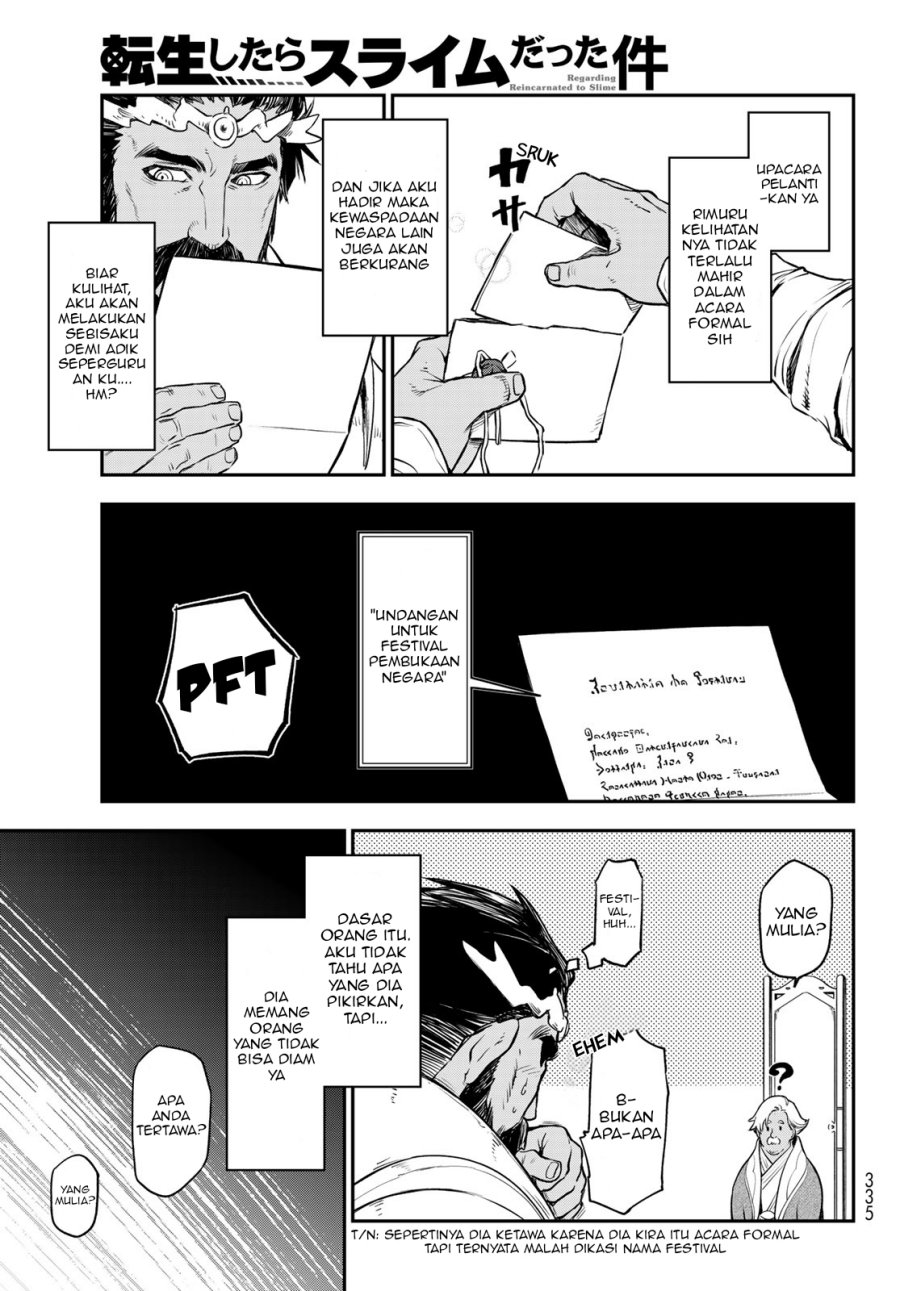 転生したらスライムだった件
Regarding
Reincarnated to Slime
UPACARA
PELANTI
-KAN YA
RIMURU
KELIHATAN
NYA TIDAK
TERLALU
MAHIR
DALAM
ACARA
FORMAL
SIH
SRUK
カサ
DAN JIKA AKU
HADIR MAKA
KEWASPADAAN
NEGARA LAIN
JUGA AKAN
BERKURANG
BIAR
KULIHAT,
AKU AKAN
MELAKUKAN
SEBISAKU
DEMI ADIK
SEPERGURU
AN KU....
HM?
"UNDANGAN
UNTUK
FESTIVAL
PEMBUKAAN
NEGARA"
PFT
YANG
MULIA?
?
FESTI-
VAL,
HUH...
EHEM
B-
BUKAN
APA-APA
DASAR
ORANG ITU.
AKU TIDAK
TAHU APA
YANG DIA
PIKIRKAN,
TAPI...
DIA
MEMANG
ORANG
YANG TIDAK
BISA DIAM
YA
APA
ANDA
TERTAWA?
YANG
MULIA?
T/N: SEPERTINYA DIA KETAWA KARENA DIA KIRA ITU ACARA FORMAL
TAPI TERNYATA MALAH DIKASI NAMA FESTIVAL
335